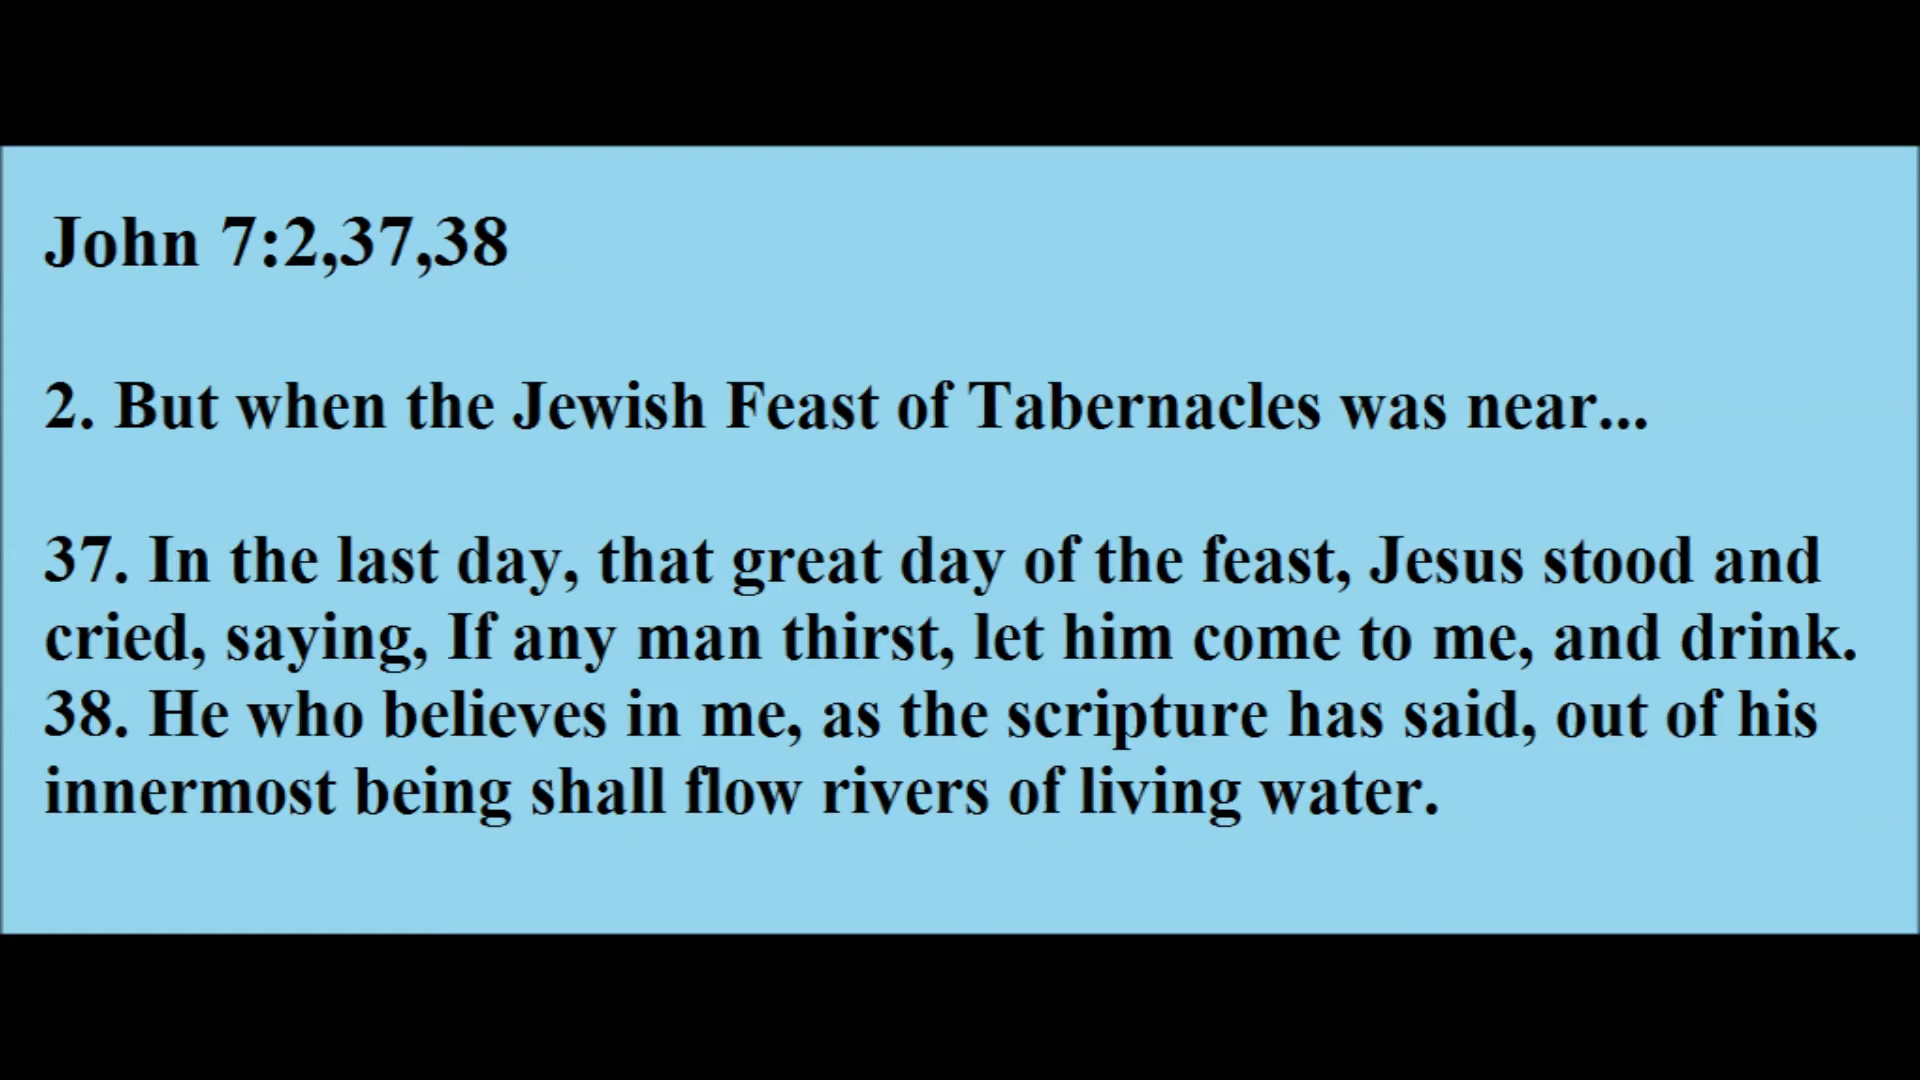 John 7:2,37,38
2. But when the Jewish Feast of Tabernacles was near...
37. In the last day, that great day of the feast, Jesus stood and
cried, saying, If any man thirst, let him come to me, and drink.
38. He who believes in me, as the scripture has said, out of his
innermost being shall flow rivers of living water.